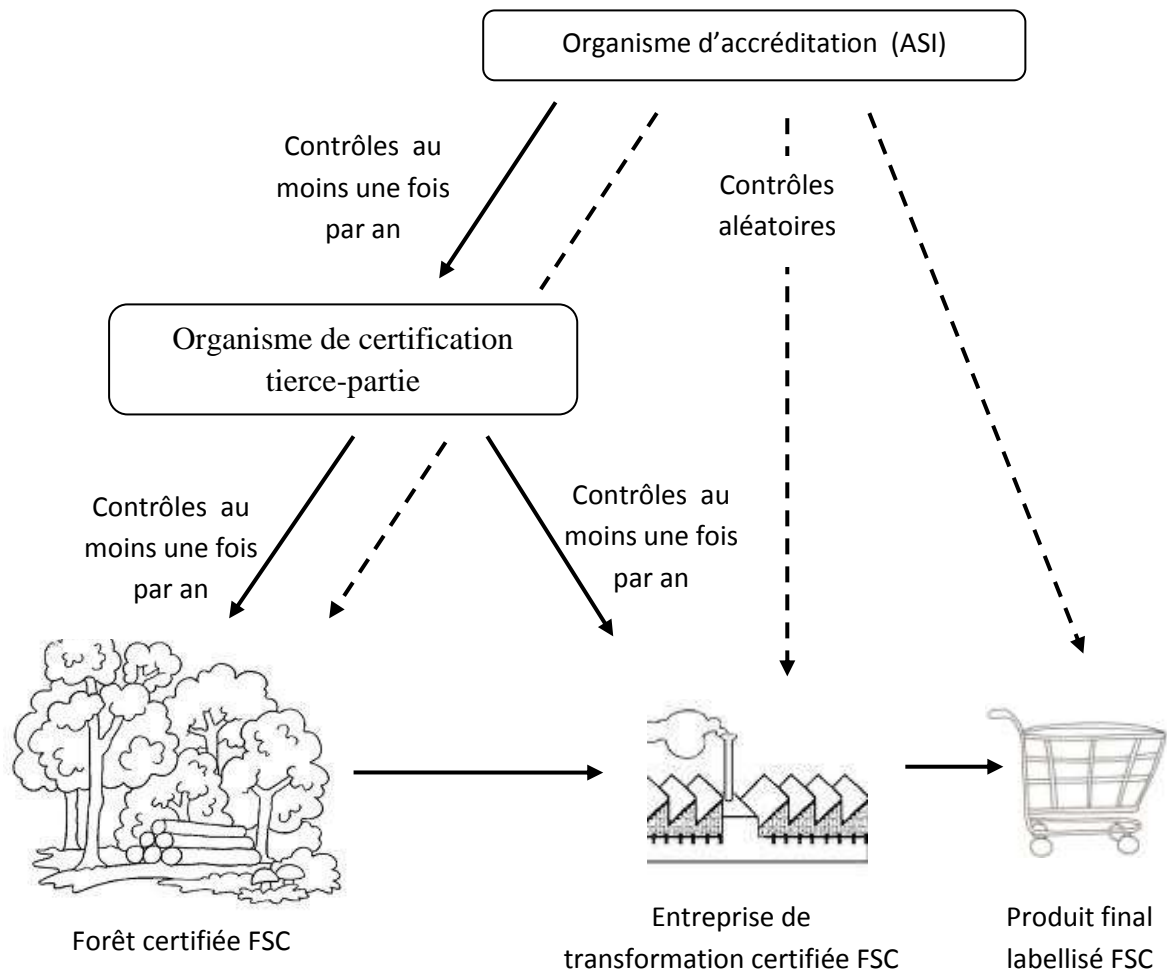 Organisme d’accréditation (ASI)
Contrôles au
moins une fois
par an
Contrôles
aléatoires
Organisme de certification
tierce-partie
Contrôles au
moins une fois
par an
Contrôles au
moins une fois
par an
Forêt certifiée FSC
Entreprise de
transformation certifiée FSC
Produit final
labellisé FSC